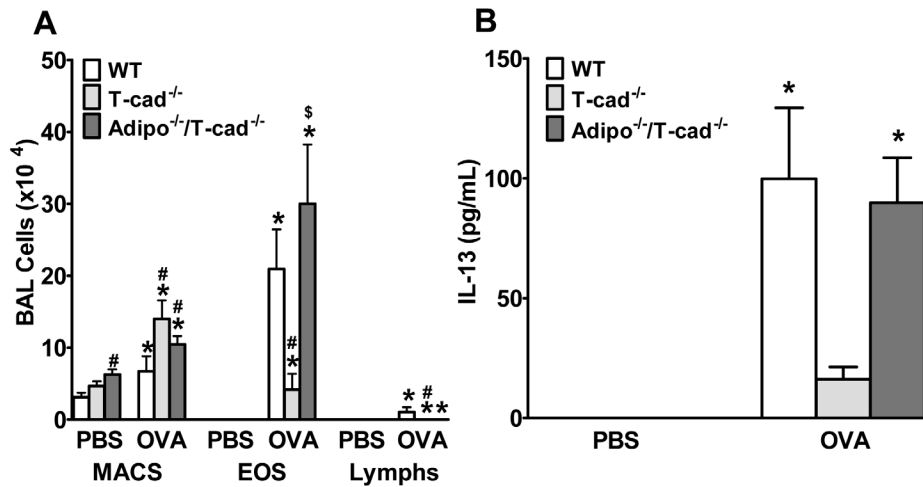 A
BAL Cells (x10 ⁴)
50
40
30
20
10
0
WT
T-cad⁻/⁻
Adipo⁻/⁻/T-cad⁻/⁻
#
*
#
*
#
*
*
#
*
$
*
*
#
**
PBS OVA PBS OVA PBS OVA
MACS EOS Lymphs
B
IL-13 (pg/mL)
150
100
50
0
WT
T-cad⁻/⁻
Adipo⁻/⁻/T-cad⁻/⁻
*
*
PBS OVA